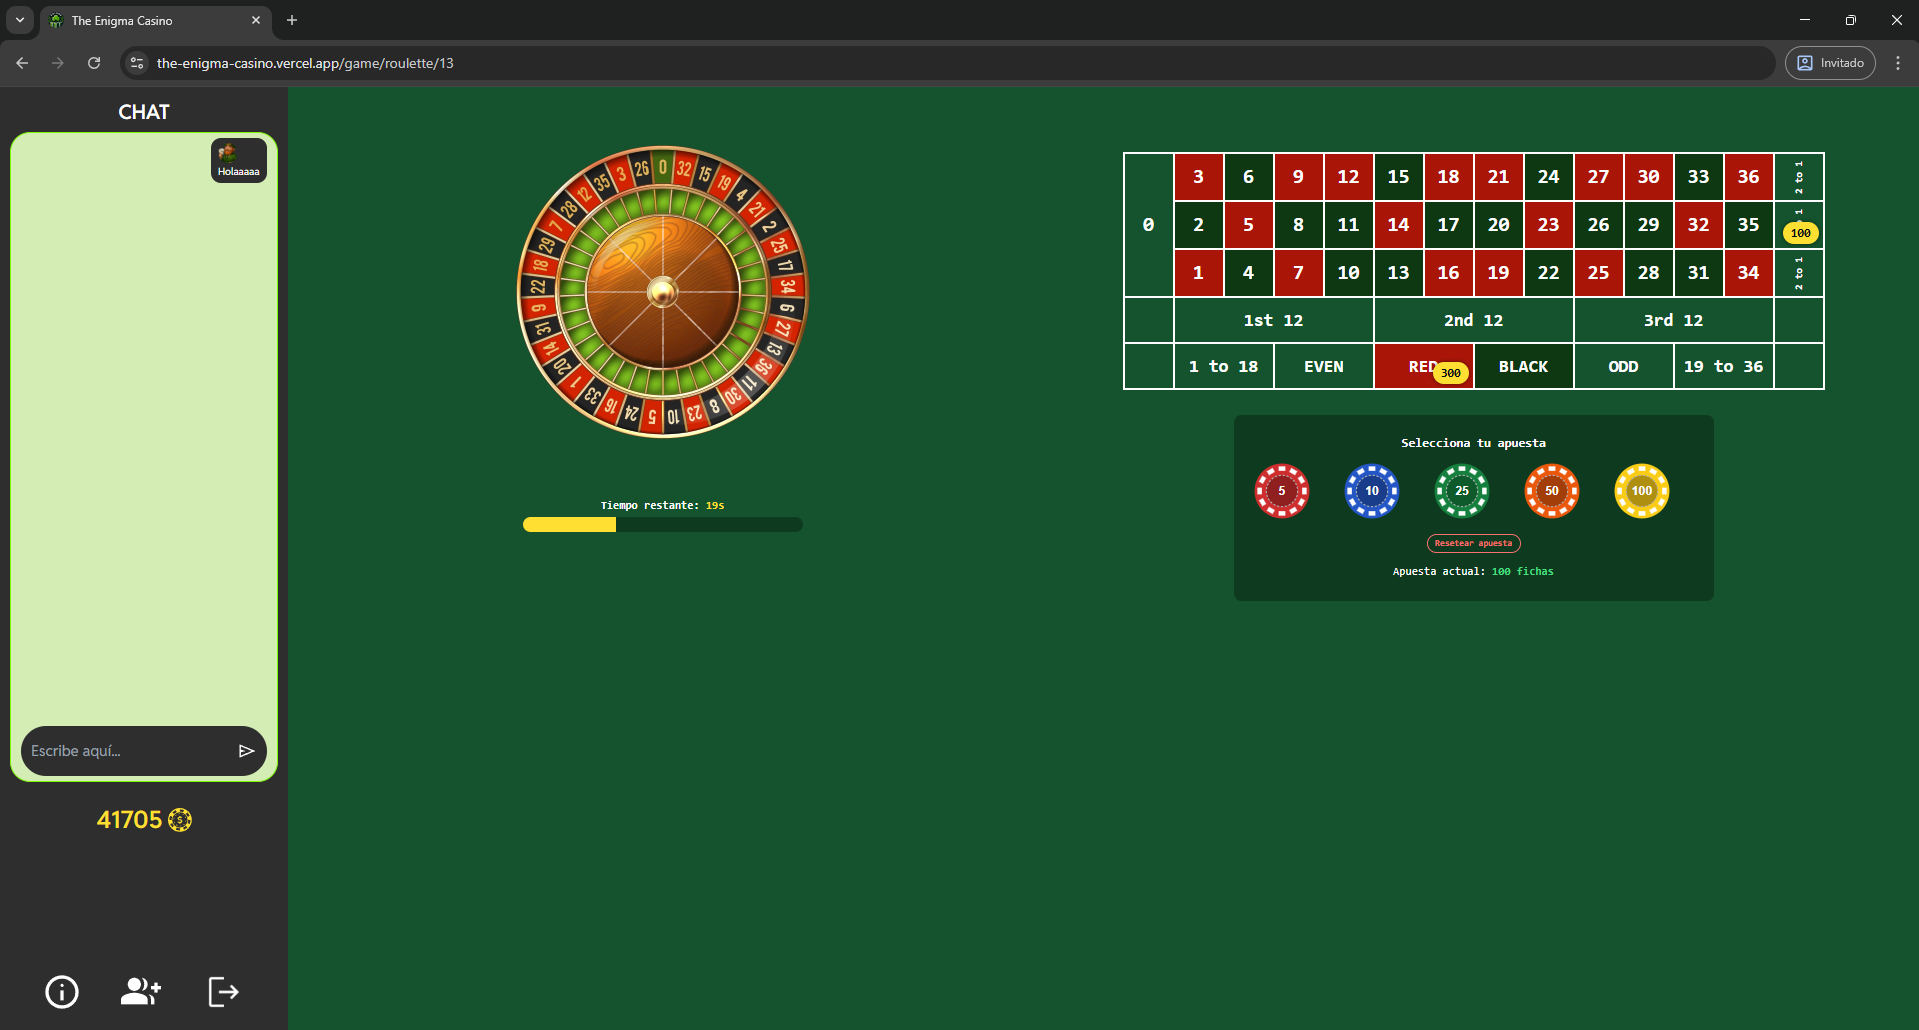 The Enigma Casino
the-enigma-casino.vercel.app/game/roulette/13
Invitado
CHAT
Holaaaaa
Escribe aquí...
41705
0 32 15 19 4 21 2 25 17 34 6 27 13 36 11 30 8 23 10 5 24 16 33 1 20 14 31 9 22 18 29 7 28 12 35 3 26
Tiempo restante: 19s
3 6 9 12 15 18 21 24 27 30 33 36 2 to 1
0 2 5 8 11 14 17 20 23 26 29 32 35 1 100
1 4 7 10 13 16 19 22 25 28 31 34 2 to 1
1st 12 2nd 12 3rd 12
1 to 18 EVEN RED 300 BLACK ODD 19 to 36
Selecciona tu apuesta
5 10 25 50 100
Resetear apuesta
Apuesta actual: 100 fichas